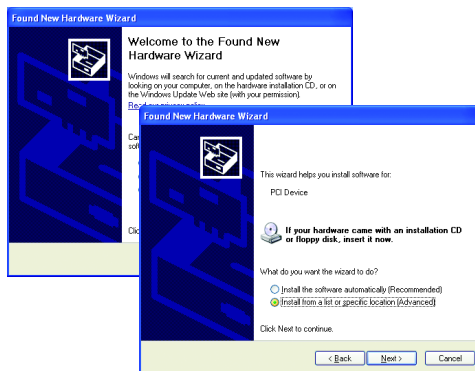 Found New Hardware Wizard
Welcome to the Found New
Hardware Wizard
Windows will search for current and updated software by
looking on your computer, on the hardware installation CD, or on
the Windows Update Web site (with your permission).
Read our privacy policy
Found New Hardware Wizard
This wizard helps you install software for:
PCI Device
If your hardware came with an installation CD
or floppy disk, insert it now.
What do you want the wizard to do?
Install the software automatically (Recommended)
Install from a list or specific location (Advanced)
Click Next to continue.
< Back
Next >
Cancel